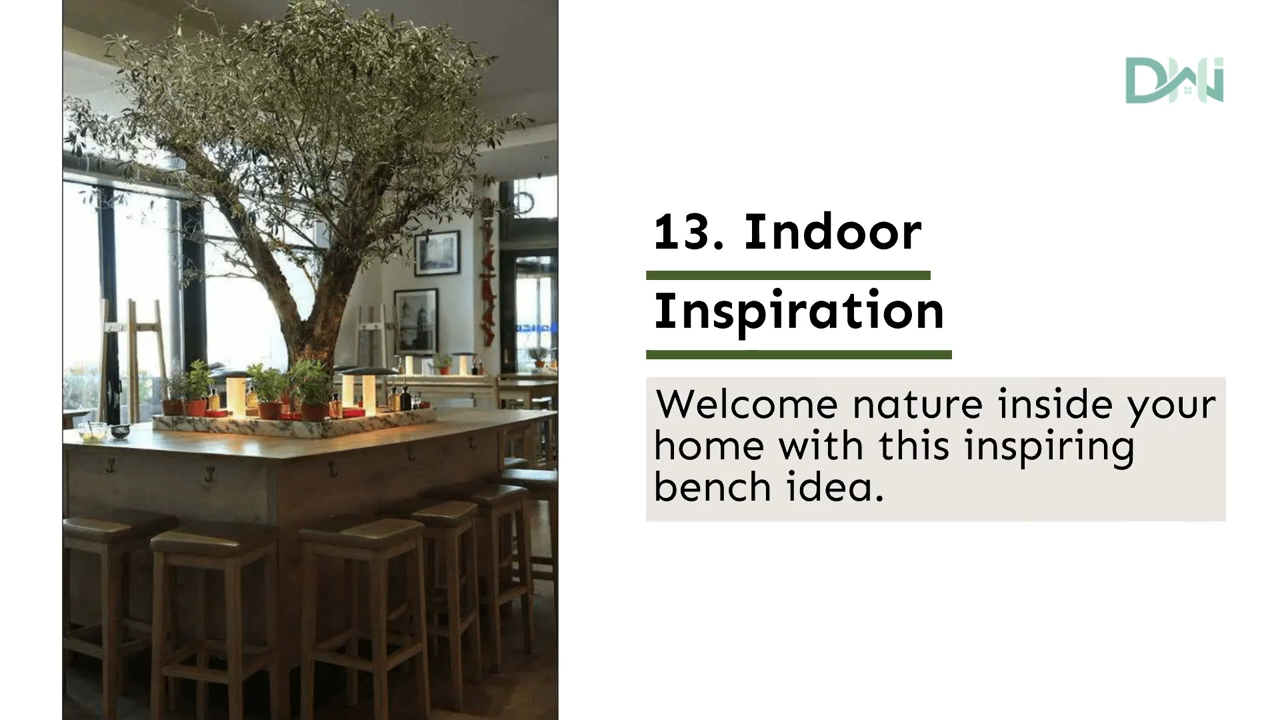 DHI
13. Indoor
Inspiration
Welcome nature inside your
home with this inspiring
bench idea.